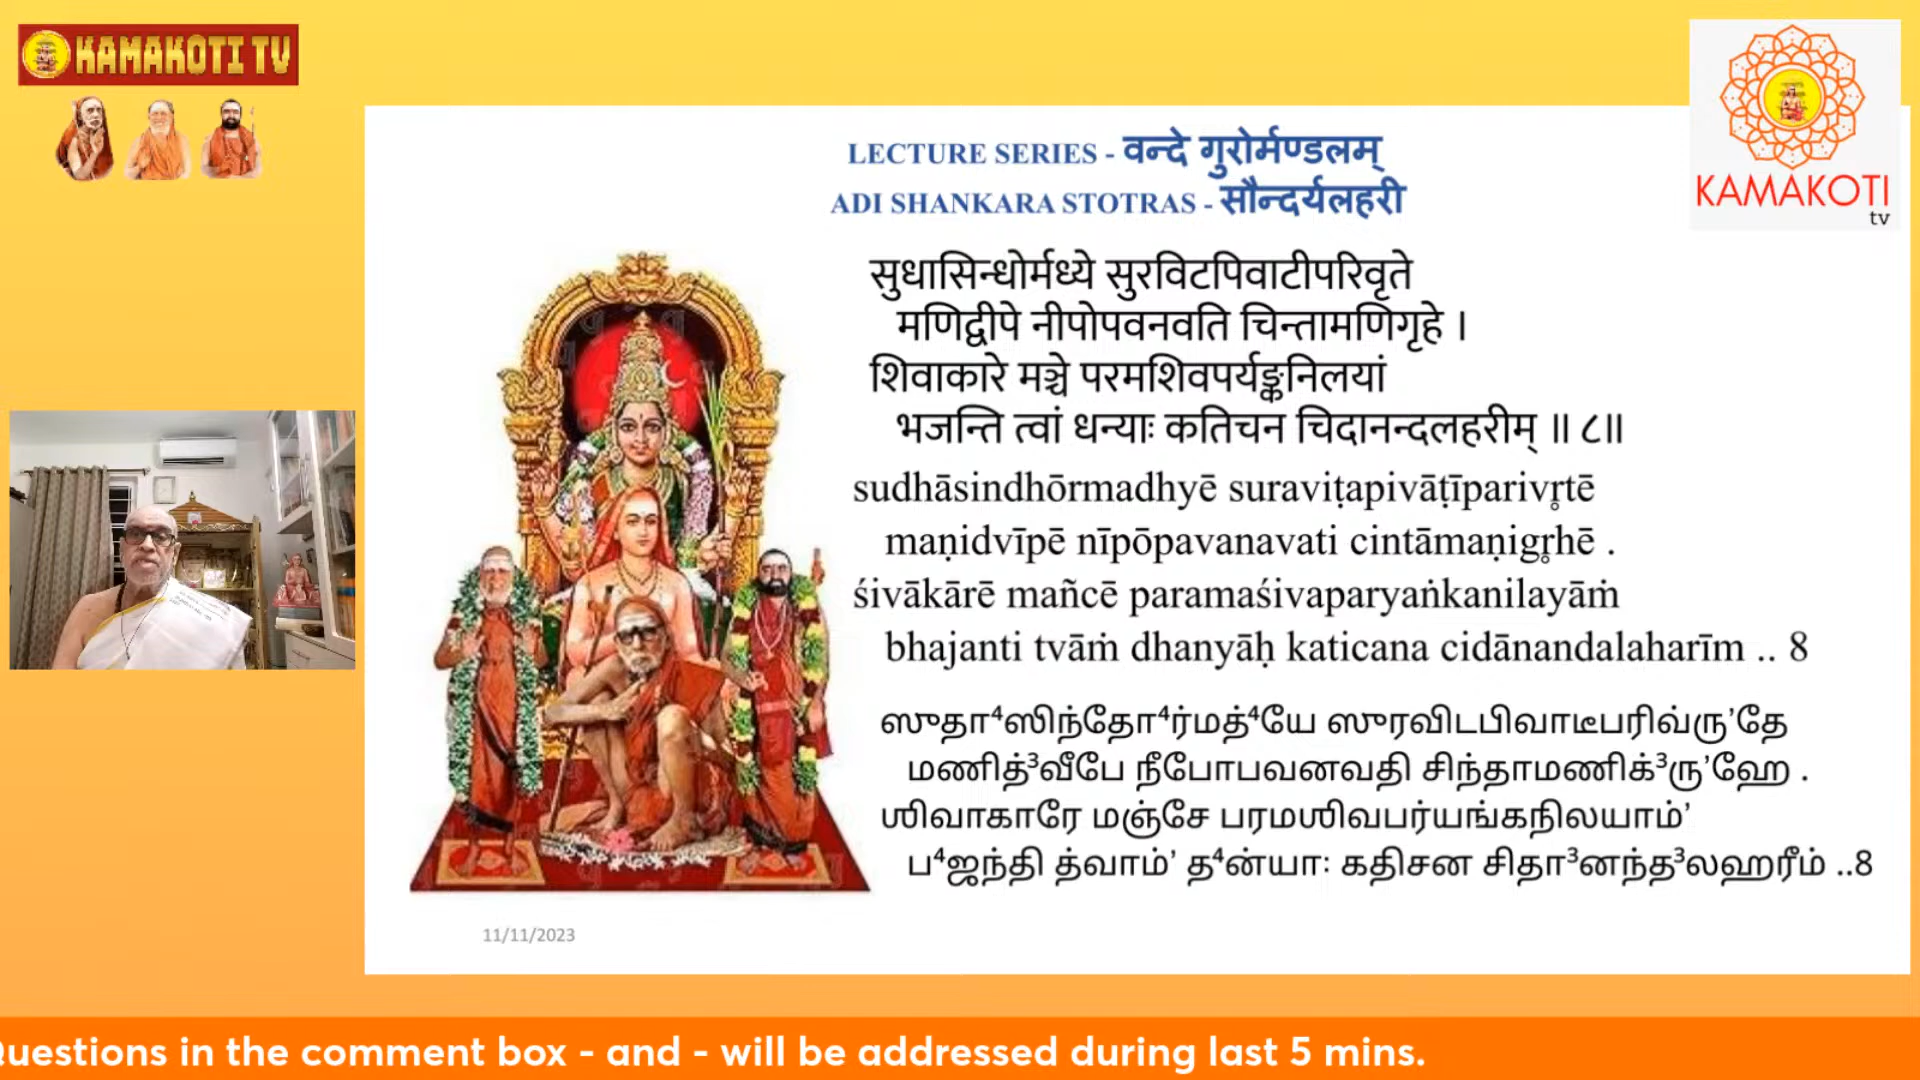 KAMAKOTI TV
KAMAKOTI
tv
LECTURE SERIES - वन्दे गुरोर्मण्डलम्
ADI SHANKARA STOTRAS - सौन्दर्यलहरी
सुधासिन्धोर्मध्ये सुरविटपिवाटीपरिवृते
मणिद्वीपे नीपोपवनवति चिन्तामणिगृहे ।
शिवाकारे मञ्चे परमशिवपर्यङ्कनिलयां
भजन्ति त्वां धन्याः कतिचन चिदानन्दलहरीम् ॥ ८॥
sudhāsindhōrmadhyē suraviṭapivāṭīparivr̥tē
maṇidvīpē nīpōpavanavati cintāmaṇigr̥hē .
śivākārē mañcē paramaśivaparyaṅkanilayāṁ
bhajanti tvāṁ dhanyāḥ katicana cidānandalaharīm .. 8
ஸுதா⁴ஸிந்தோ⁴ர்மத்⁴யே ஸுரவிடபிவாடீபரிவ்ரு’தே
மணித்³வீபே நீபோபவனவதி சிந்தாமணிக்³ரு’ஹே .
ஶிவாகாரே மஞ்சே பரமஶிவபர்யங்கநிலயாம்’
ப⁴ஜந்தி த்வாம்’ த⁴ன்யா꞉ கதிசன சிதா³னந்த³லஹரீம் ..8
11/11/2023
Questions in the comment box - and - will be addressed during last 5 mins.